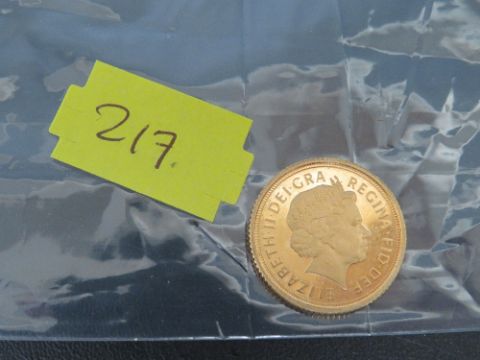 217.
ELIZABETH·II·DEI·GRA
REGINA·FID·DEF